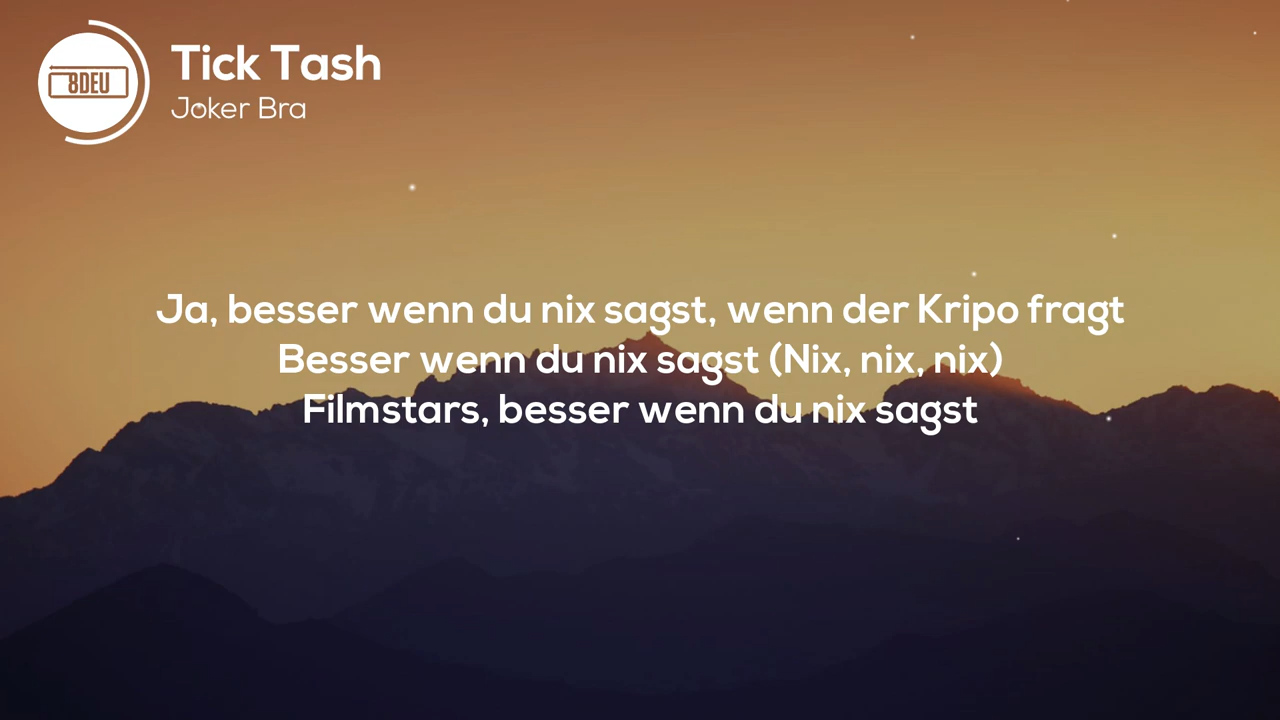 8DEU
Tick Tash
Joker Bra
Ja, besser wenn du nix sagst, wenn der Kripo fragt
Besser wenn du nix sagst (Nix, nix, nix)
Filmstars, besser wenn du nix sagst